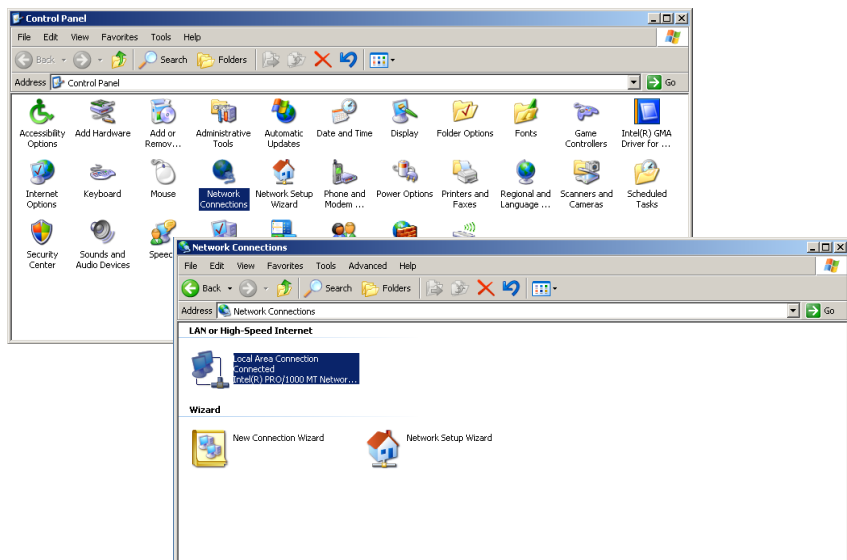 Control Panel
File Edit View Favorites Tools Help
Back Search Folders
Address Control Panel Go
Accessibility Options
Add Hardware
Add or Remov...
Administrative Tools
Automatic Updates
Date and Time
Display
Folder Options
Fonts
Game Controllers
Intel(R) GMA Driver for ...
Internet Options
Keyboard
Mouse
Network Connections
Network Setup Wizard
Phone and Modem ...
Power Options
Printers and Faxes
Regional and Language ...
Scanners and Cameras
Scheduled Tasks
Security Center
Sounds and Audio Devices
Speec
Network Connections
File Edit View Favorites Tools Advanced Help
Back Search Folders
Address Network Connections Go
LAN or High-Speed Internet
Local Area Connection
Connected
Intel(R) PRO/1000 MT Networ...
Wizard
New Connection Wizard
Network Setup Wizard